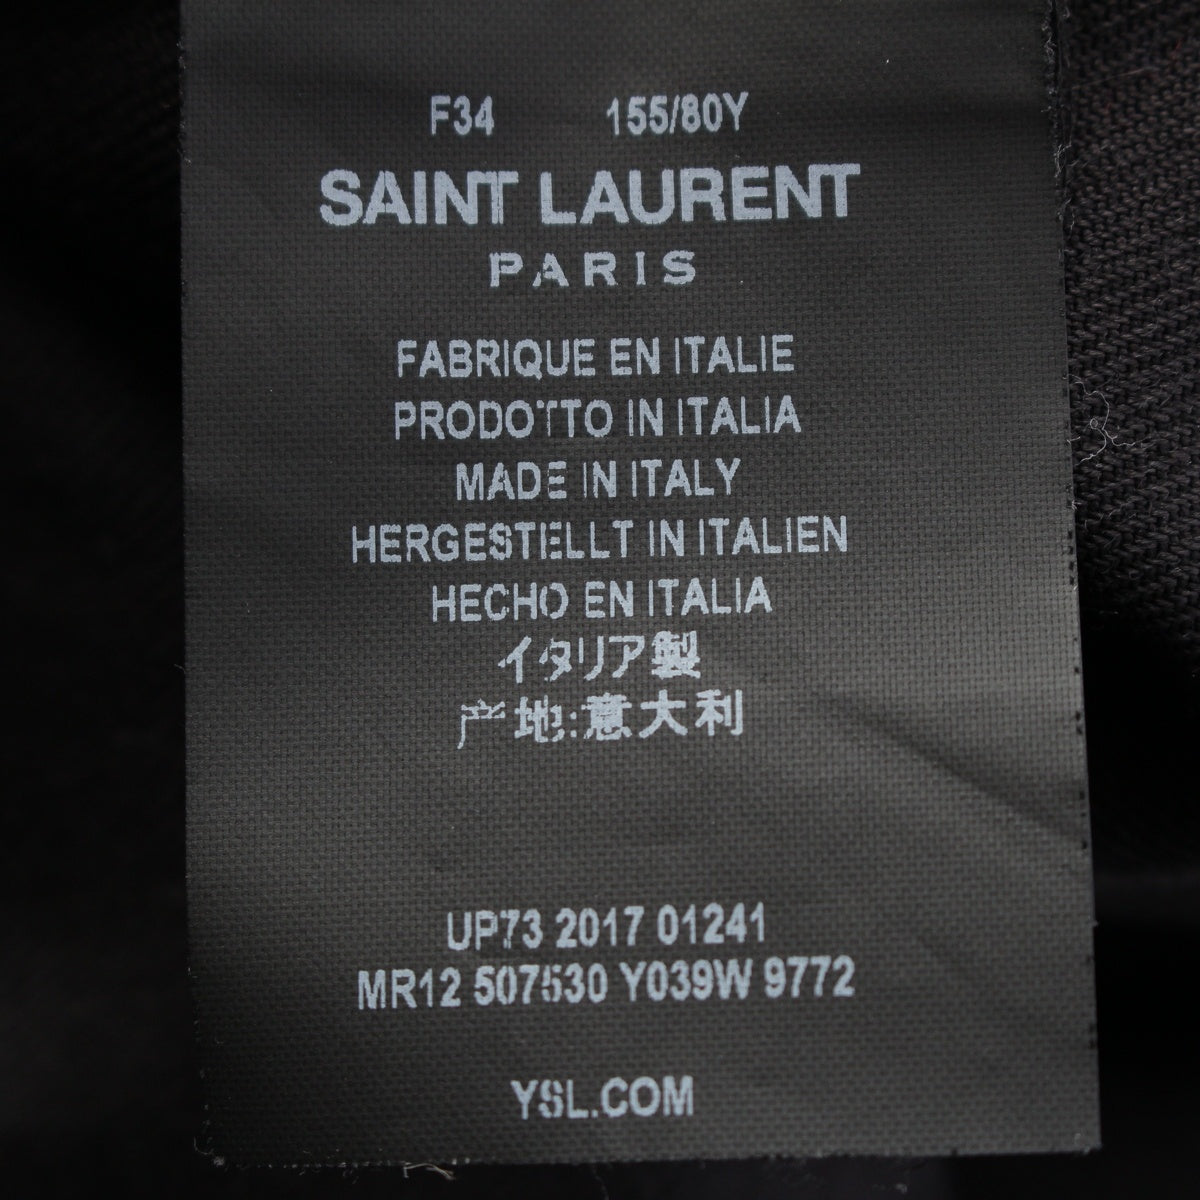 F34 155/80Y
SAINT LAURENT
PARIS
FABRIQUE EN ITALIE
PRODOTTO IN ITALIA
MADE IN ITALY
HERGESTELLT IN ITALIEN
HECHO EN ITALIA
イタリア製
产地:意大利
UP73 2017 01241
MR12 507530 Y039W 9772
YSL.COM